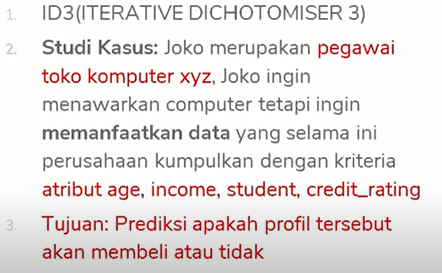 1. ID3(ITERATIVE DICHOTOMISER 3)
2. Studi Kasus: Joko merupakan pegawai
toko komputer xyz, Joko ingin
menawarkan computer tetapi ingin
memanfaatkan data yang selama ini
perusahaan kumpulkan dengan kriteria
atribut age, income, student, credit_rating
3. Tujuan: Prediksi apakah profil tersebut
akan membeli atau tidak